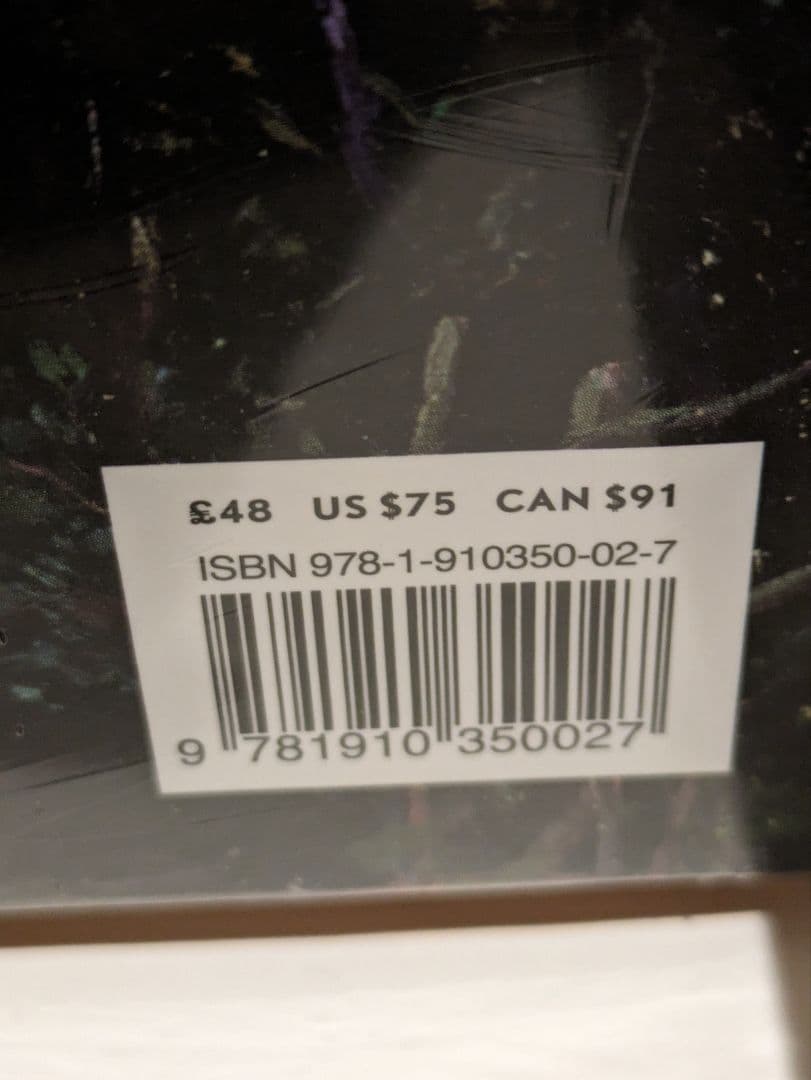 £48 US $75 CAN $91
ISBN 978-1-910350-02-7
9 781910 350027